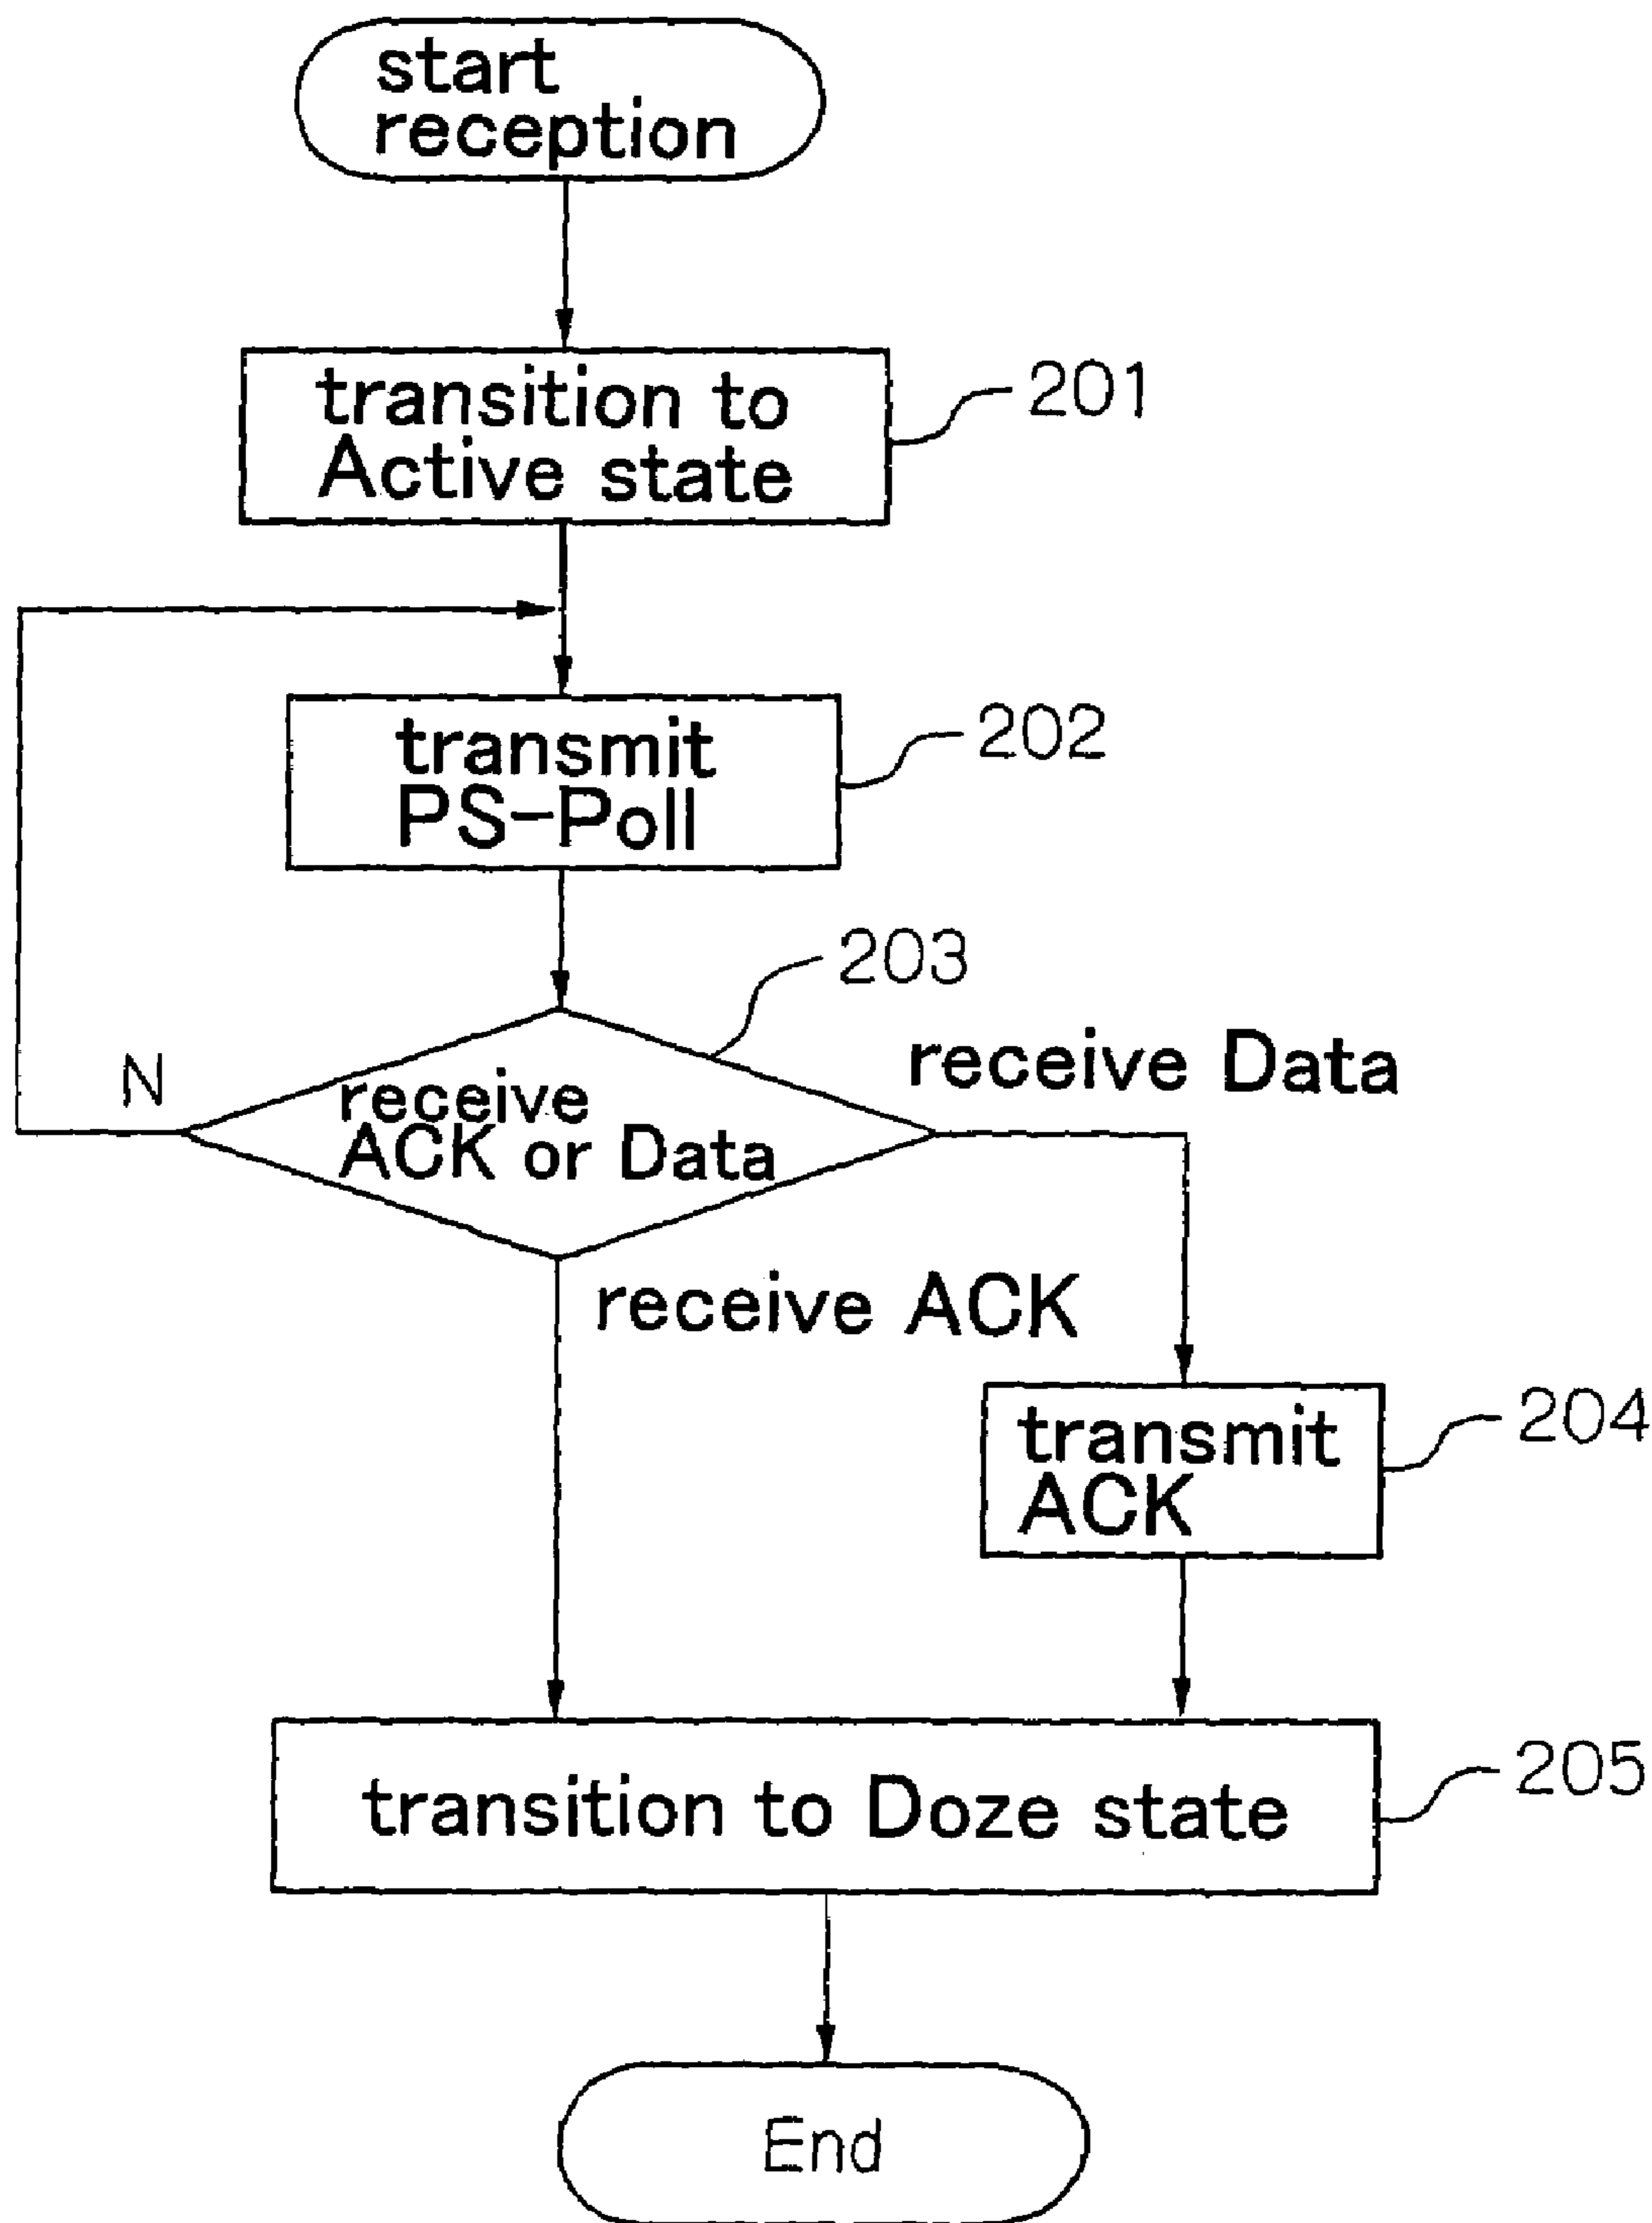 start
reception
transition to
Active state
201
transmit
PS-Poll
202
203
receive
ACK or Data
N
receive Data
receive ACK
transmit
ACK
204
transition to Doze state
205
End